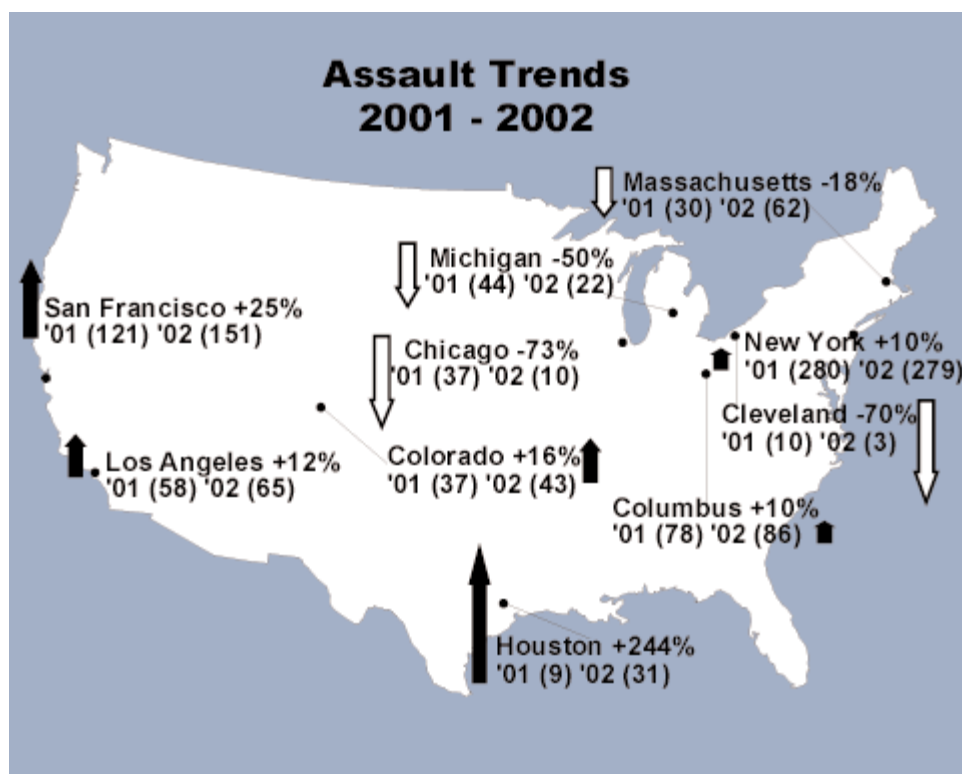 Assault Trends
2001 - 2002
Massachusetts -18%
'01 (30) '02 (62)
Michigan -50%
'01 (44) '02 (22)
San Francisco +25%
'01 (121) '02 (151)
Chicago -73%
'01 (37) '02 (10)
New York +10%
'01 (280) '02 (279)
Cleveland -70%
'01 (10) '02 (3)
Los Angeles +12%
'01 (58) '02 (65)
Colorado +16%
'01 (37) '02 (43)
Columbus +10%
'01 (78) '02 (86)
Houston +244%
'01 (9) '02 (31)